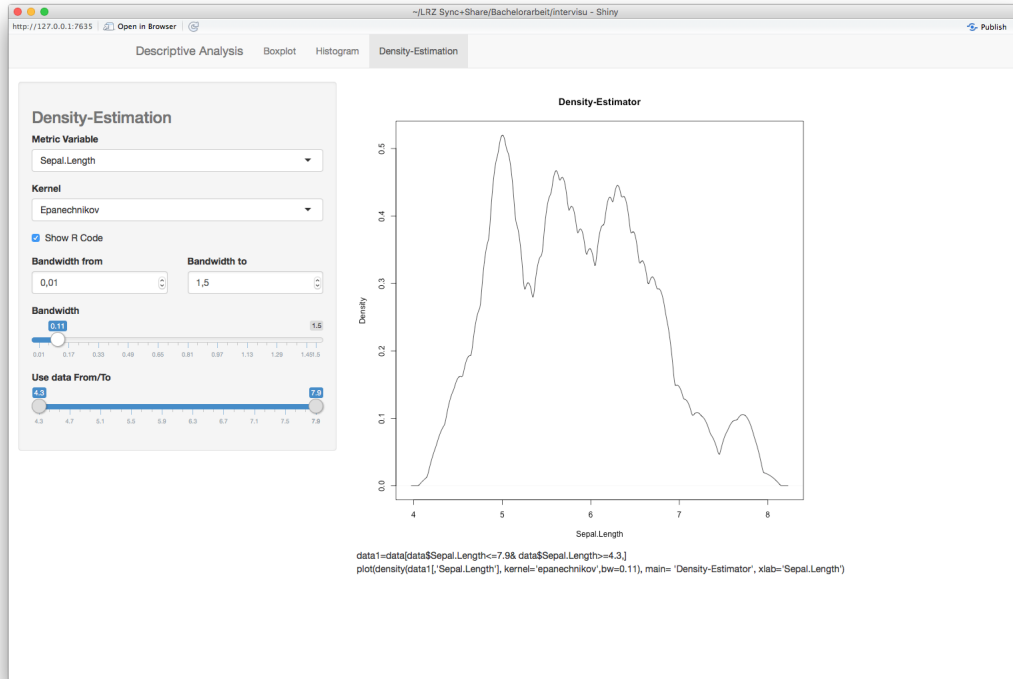 ~/LRZ Sync+Share/Bachelorarbeit/intervisu - Shiny
http://127.0.0.1:7635 Open in Browser Publish
Descriptive Analysis Boxplot Histogram Density-Estimation
Density-Estimation
Metric Variable
Sepal.Length
Kernel
Epanechnikov
Show R Code
Bandwidth from Bandwidth to
0,01 1,5
Bandwidth
0.11 1.5
0.01 0.17 0.33 0.49 0.65 0.81 0.97 1.13 1.29 1.45 1.5
Use data From/To
4.3 7.9
4.3 4.7 5.1 5.5 5.9 6.3 6.7 7.1 7.5 7.9
Density-Estimator
Density
0.5
0.4
0.3
0.2
0.1
0.0
4 5 6 7 8
Sepal.Length
data1=data[data$Sepal.Length<=7.9& data$Sepal.Length>=4.3,]
plot(density(data1[,'Sepal.Length'], kernel='epanechnikov',bw=0.11), main= 'Density-Estimator', xlab='Sepal.Length')